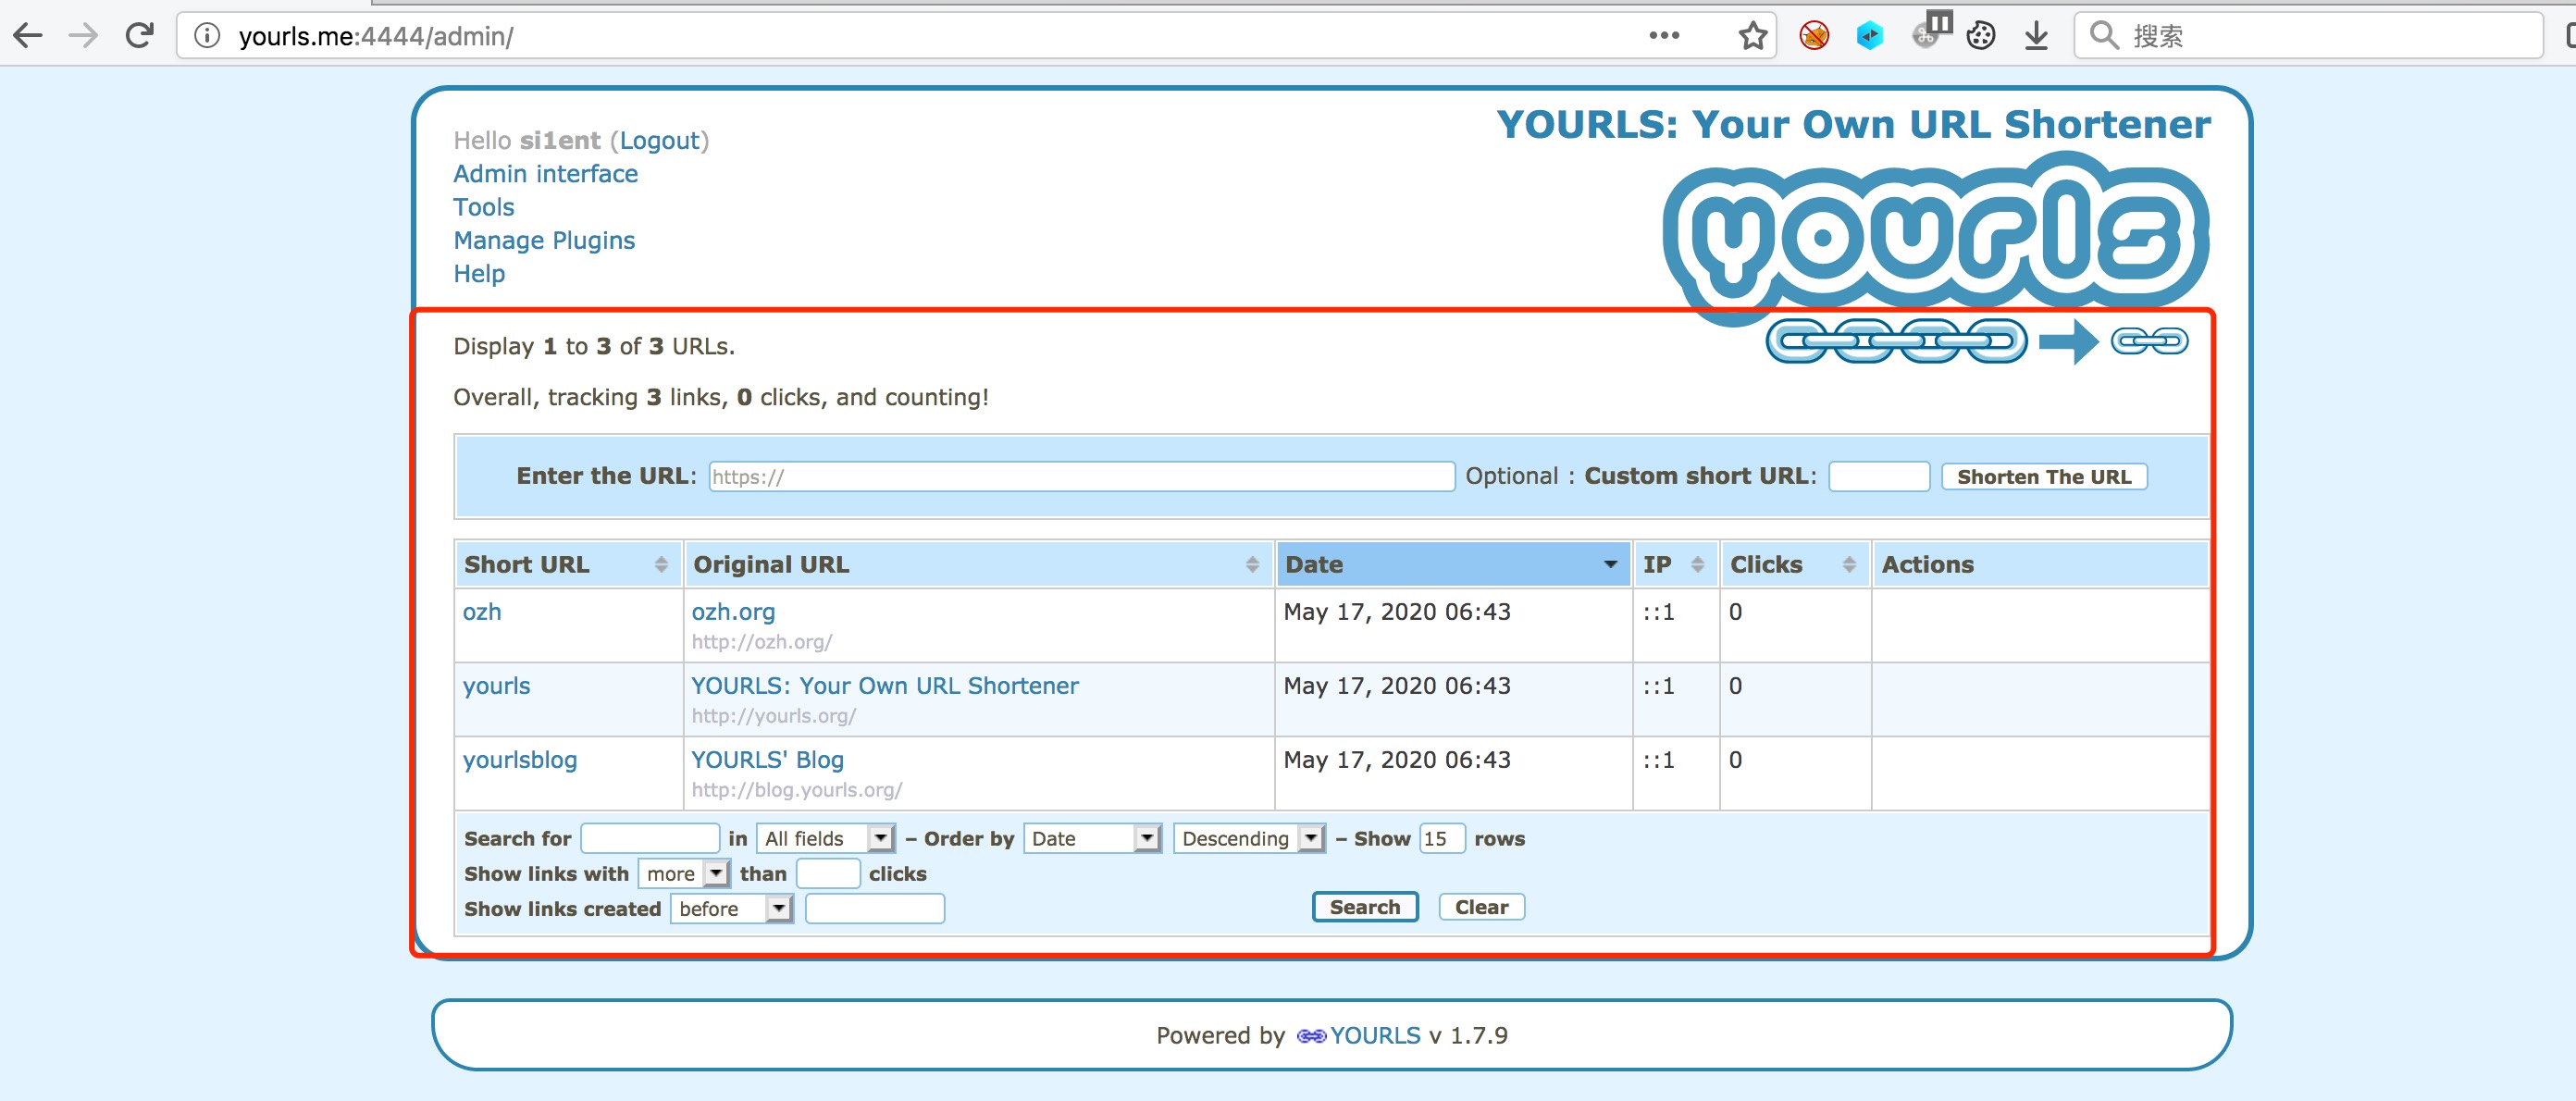 yourls.me:4444/admin/
搜索
Hello si1ent (Logout)
Admin interface
Tools
Manage Plugins
Help
YOURLS: Your Own URL Shortener
yourls
Display 1 to 3 of 3 URLs.
Overall, tracking 3 links, 0 clicks, and counting!
Enter the URL: https:// Optional : Custom short URL: Shorten The URL
Short URL Original URL Date IP Clicks Actions
ozh ozh.org May 17, 2020 06:43 ::1 0
http://ozh.org/
yourls YOURLS: Your Own URL Shortener May 17, 2020 06:43 ::1 0
http://yourls.org/
yourlsblog YOURLS' Blog May 17, 2020 06:43 ::1 0
http://blog.yourls.org/
Search for in All fields – Order by Date Descending – Show 15 rows
Show links with more than clicks
Show links created before Search Clear
Powered by YOURLS v 1.7.9